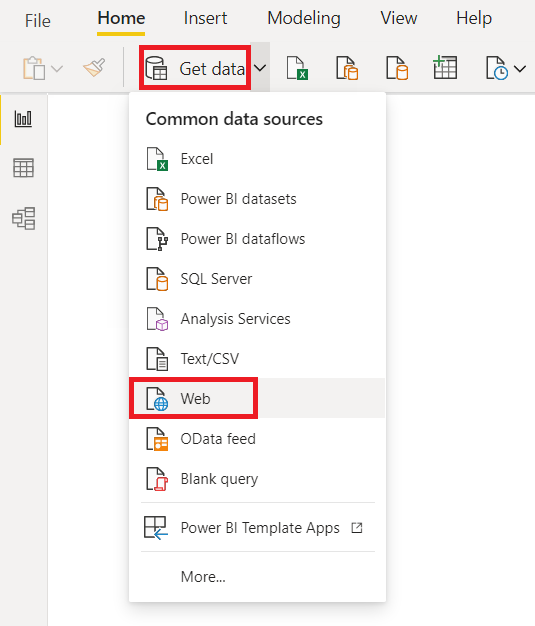 File Home Insert Modeling View Help
Get data
Common data sources
Excel
Power BI datasets
Power BI dataflows
SQL Server
Analysis Services
Text/CSV
Web
OData feed
Blank query
Power BI Template Apps
More...